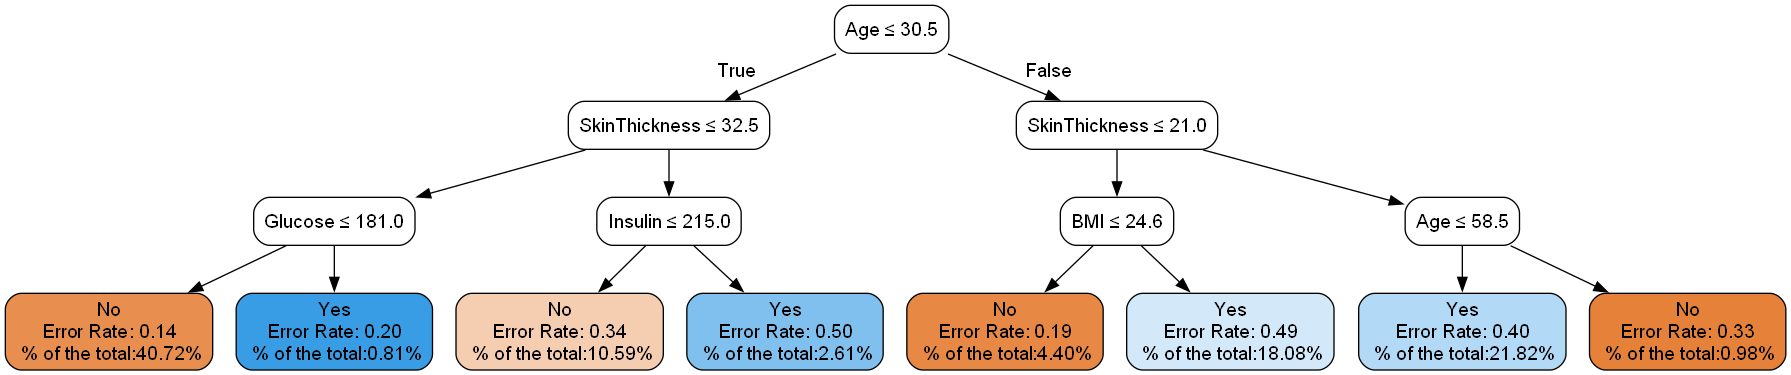 Age ≤ 30.5
True
False
SkinThickness ≤ 32.5
SkinThickness ≤ 21.0
Glucose ≤ 181.0
Insulin ≤ 215.0
BMI ≤ 24.6
Age ≤ 58.5
No
Error Rate: 0.14
% of the total:40.72%
Yes
Error Rate: 0.20
% of the total:0.81%
No
Error Rate: 0.34
% of the total:10.59%
Yes
Error Rate: 0.50
% of the total:2.61%
No
Error Rate: 0.19
% of the total:4.40%
Yes
Error Rate: 0.49
% of the total:18.08%
Yes
Error Rate: 0.40
% of the total:21.82%
No
Error Rate: 0.33
% of the total:0.98%